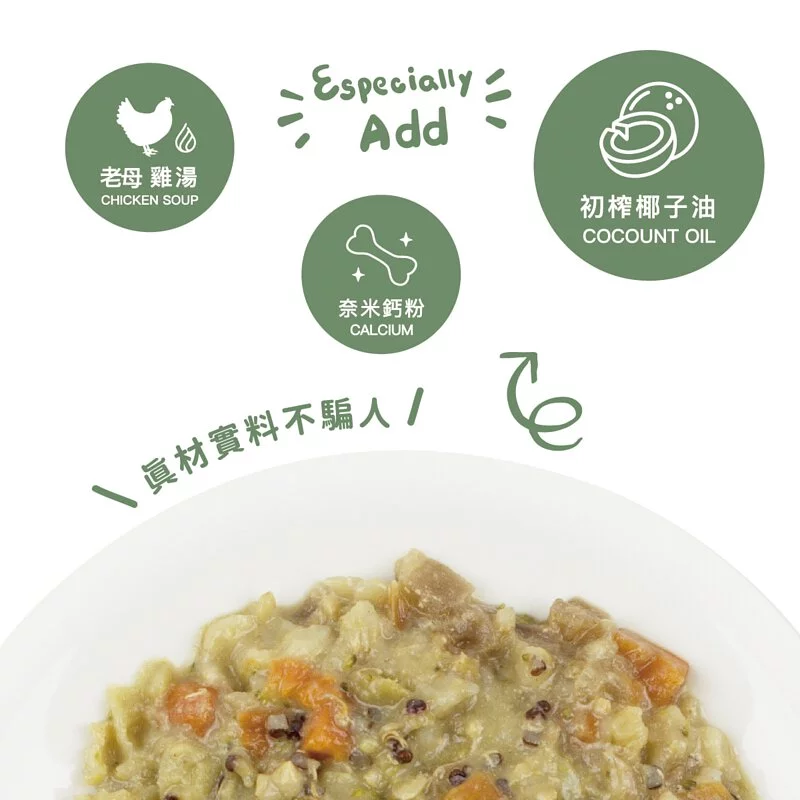 Especially
Add
老母雞湯
CHICKEN SOUP
初榨椰子油
COCOUNT OIL
奈米鈣粉
CALCIUM
眞材實料不騙人